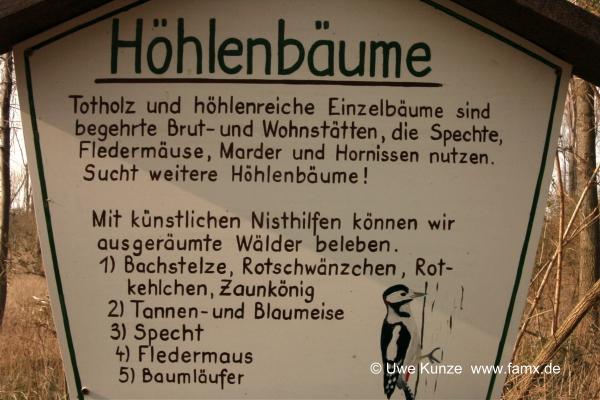 Höhlenbäume
Totholz und höhlenreiche Einzelbäume sind
begehrte Brut- und Wohnstätten, die Spechte,
Fledermäuse, Marder und Hornissen nutzen.
Sucht weitere Höhlenbäume!
Mit künstlichen Nisthilfen können wir
ausgeräumte Wälder beleben.
1) Bachstelze, Rotschwänzchen, Rot-
kehlchen, Zaunkönig
2) Tannen- und Blaumeise
3) Specht
4) Fledermaus
5) Baumläufer
© Uwe Kunze www.famx.de